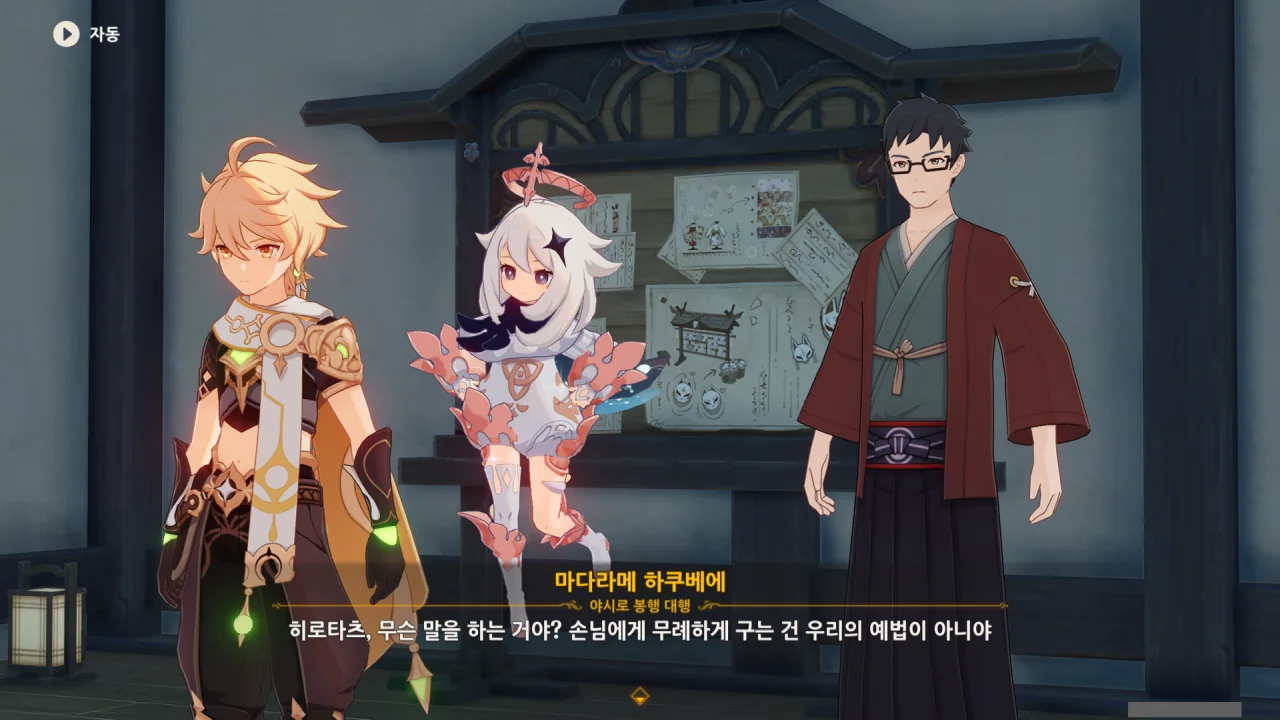 자동
마다라메 하쿠베에
야시로 봉행 대행
히로타츠, 무슨 말을 하는 거야? 손님에게 무례하게 구는 건 우리의 예법이 아니야